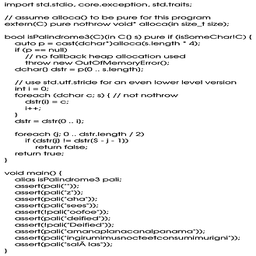 import std.stdio, core.exception, std.traits;

// assume alloca() to be pure for this program
extern(C) pure nothrow void* alloca(in size_t size);

bool isPalindrome3(C)(in C[] s) pure if (isSomeChar!C) {
    auto p = cast(dchar*)alloca(s.length * 4);
    if (p == null)
        // no fallback heap allocation used
        throw new OutOfMemoryError();
    dchar[] dstr = p[0 .. s.length];

    // use std.utf.stride for an even lower level version
    int i = 0;
    foreach (dchar c; s) { // not nothrow
        dstr[i] = c;
        i++;
    }
    dstr = dstr[0 .. i];

    foreach (j; 0 .. dstr.length / 2)
        if (dstr[j] != dstr[$ - j - 1])
            return false;
    return true;
}

void main() {
    alias isPalindrome3 pali;
    assert(pali(""));
    assert(pali("z"));
    assert(pali("aha"));
    assert(pali("sees"));
    assert(!pali("oofoe"));
    assert(pali("deified"));
    assert(!pali("Deified"));
    assert(pali("amanaplanacanalpanama"));
    assert(pali("ingirumimusnocteetconsumimurigni"));
    assert(pali("salÃ las"));
}